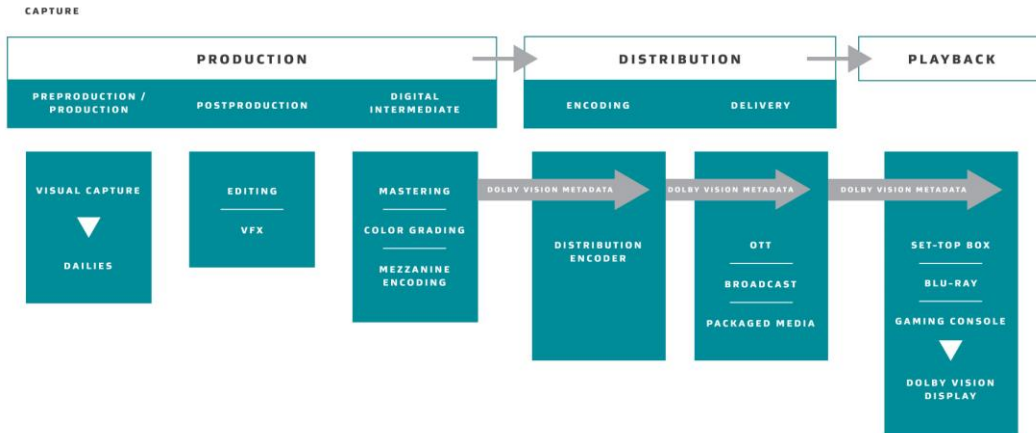 CAPTURE
PRODUCTION
DISTRIBUTION
PLAYBACK
PREPRODUCTION /
PRODUCTION
POSTPRODUCTION
DIGITAL
INTERMEDIATE
ENCODING
DELIVERY
VISUAL CAPTURE
DAILIES
EDITING
VFX
MASTERING
COLOR GRADING
MEZZANINE
ENCODING
DOLBY VISION METADATA
DISTRIBUTION
ENCODER
DOLBY VISION METADATA
OTT
BROADCAST
PACKAGED MEDIA
DOLBY VISION METADATA
SET-TOP BOX
BLU-RAY
GAMING CONSOLE
DOLBY VISION
DISPLAY